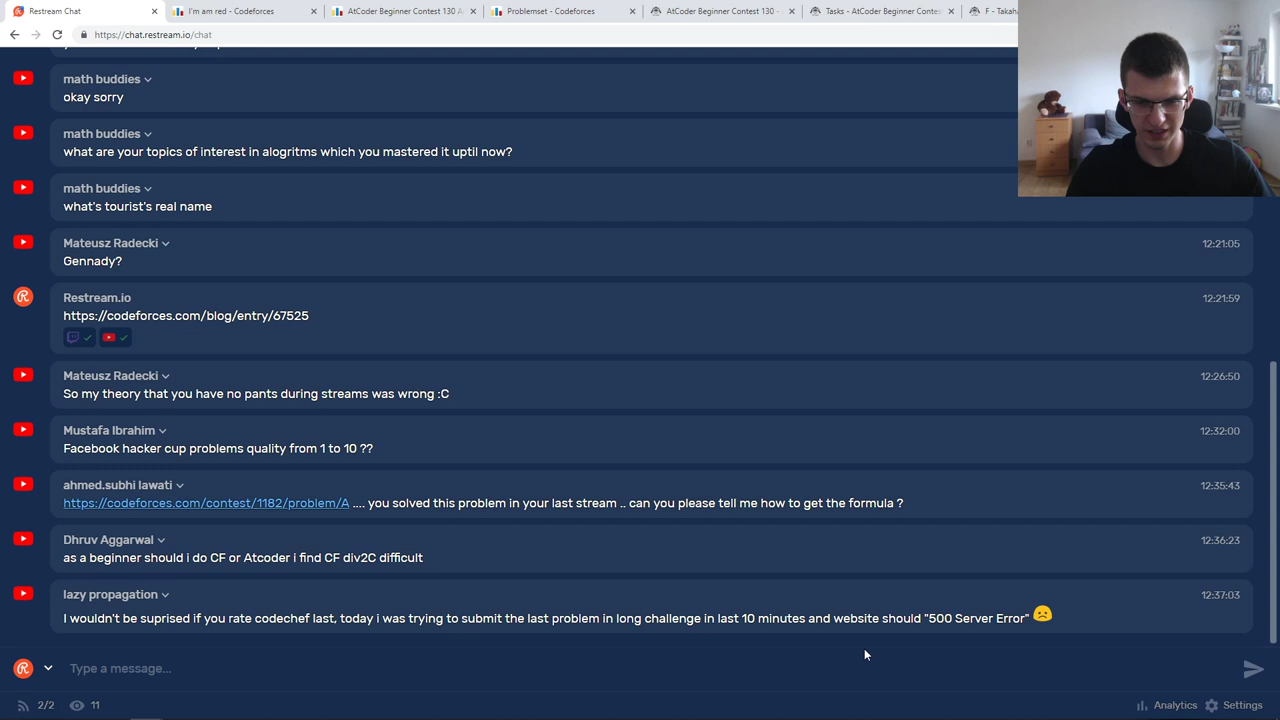 Restream Chat
I'm am red - Codeforces
AtCoder Beginner Contest 130 A
Problemset - Codeforces
AtCoder Beginner Contest 130 -
Tasks - AtCoder Beginner Contes
F - Takaha
https://chat.restream.io/chat
math buddies
okay sorry
math buddies
what are your topics of interest in alogritms which you mastered it uptil now?
math buddies
what's tourist's real name
Mateusz Radecki
12:21:05
Gennady?
Restream.io
12:21:59
https://codeforces.com/blog/entry/67525
Mateusz Radecki
12:26:50
So my theory that you have no pants during streams was wrong :C
Mustafa Ibrahim
12:32:00
Facebook hacker cup problems quality from 1 to 10 ??
ahmed.subhi lawati
12:35:43
https://codeforces.com/contest/1182/problem/A .... you solved this problem in your last stream .. can you please tell me how to get the formula ?
Dhruv Aggarwal
12:36:23
as a beginner should i do CF or Atcoder i find CF div2C difficult
lazy propagation
12:37:03
I wouldn't be suprised if you rate codechef last, today i was trying to submit the last problem in long challenge in last 10 minutes and website should "500 Server Error"
Type a message...
2/2
11
Analytics
Settings